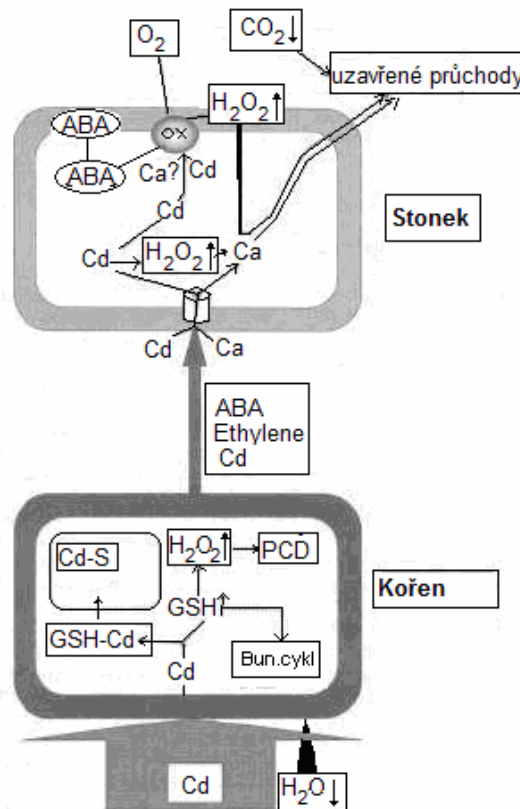 O2
CO2↓
uzavřené průchody
H2O2↑
ABA
OX
ABA
Ca?
Cd
Cd
Stonek
Cd
H2O2↑
Ca
Cd
Ca
ABA
Ethylene
Cd
H2O2↑
PCD
Cd-S
Kořen
GSH↑
GSH-Cd
Bun.cykl
Cd
Cd
H2O↓